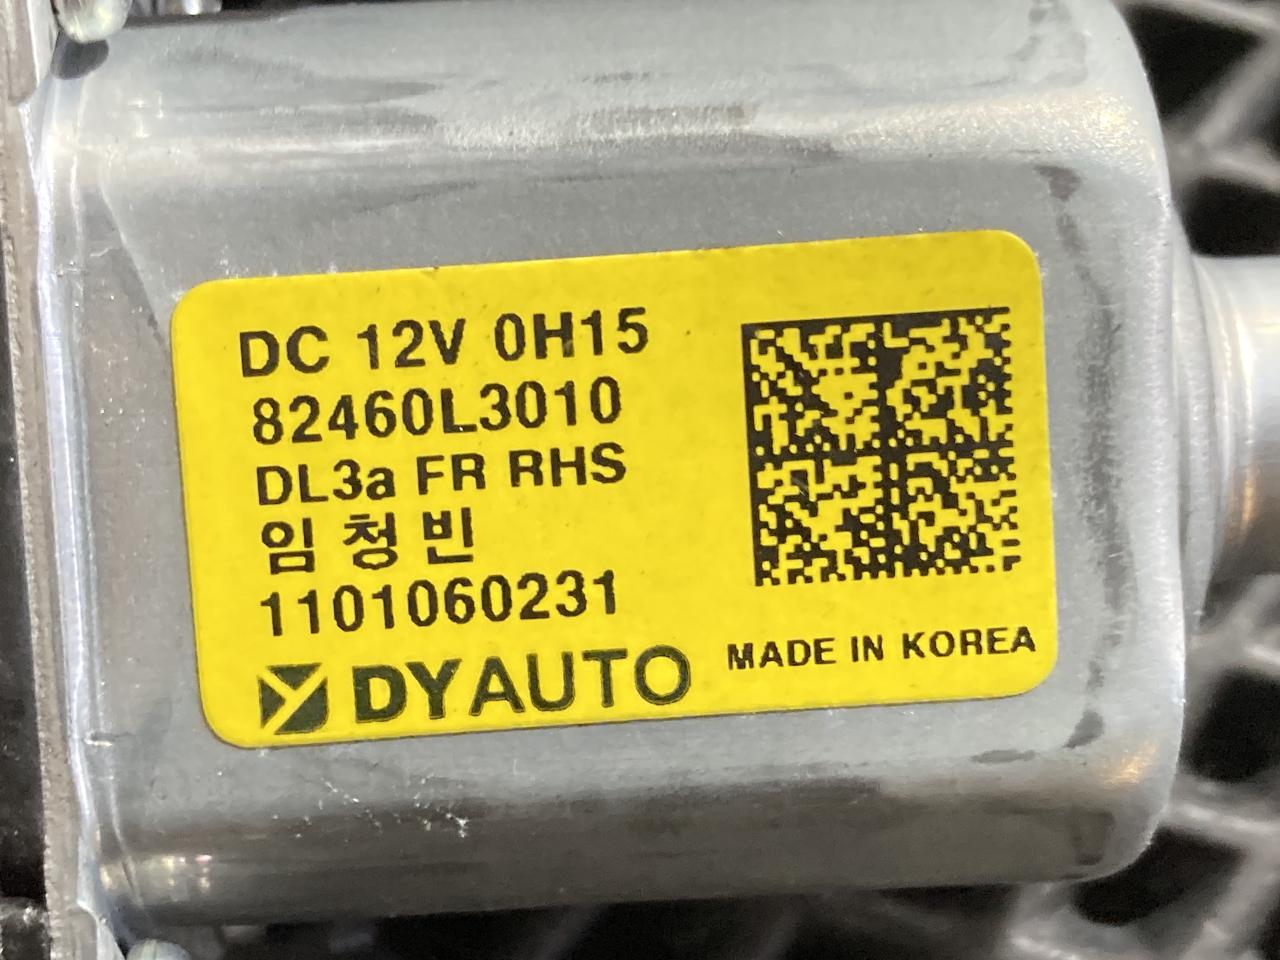 DC 12V 0H15
82460L3010
DL3a FR RHS
임 청 빈
1101060231
DYAUTO
MADE IN KOREA